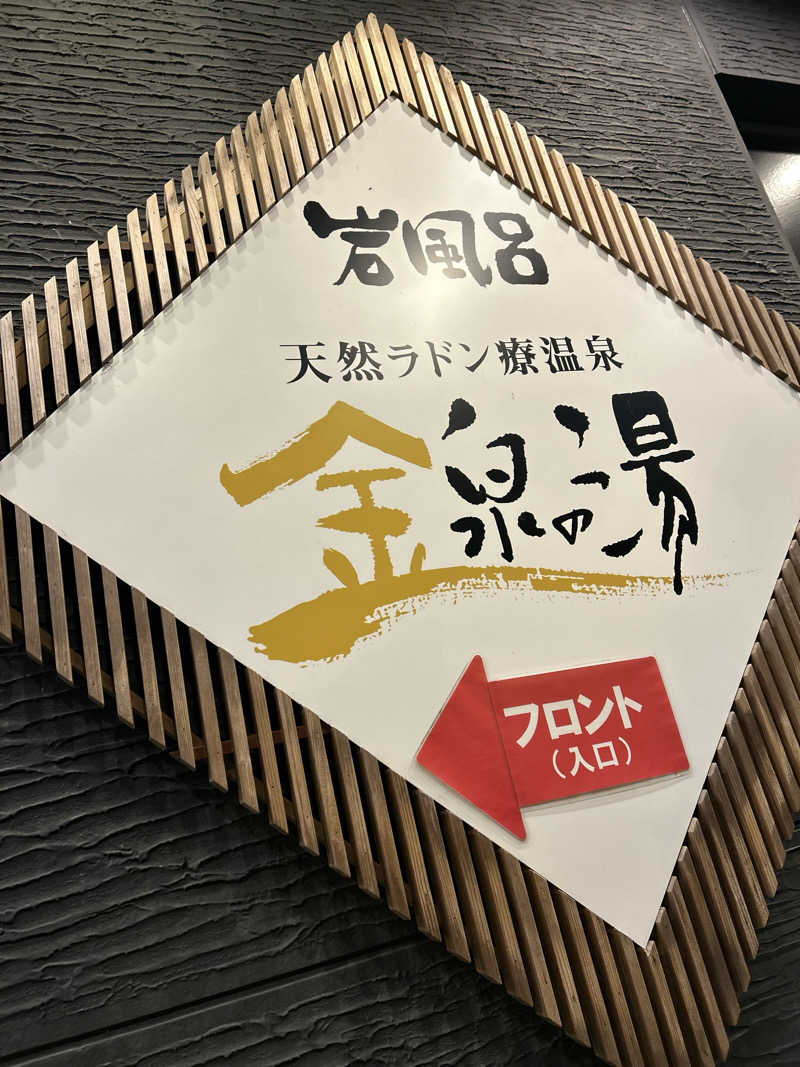 岩風呂
天然ラドン療温泉
金泉の湯
フロント
（入口）